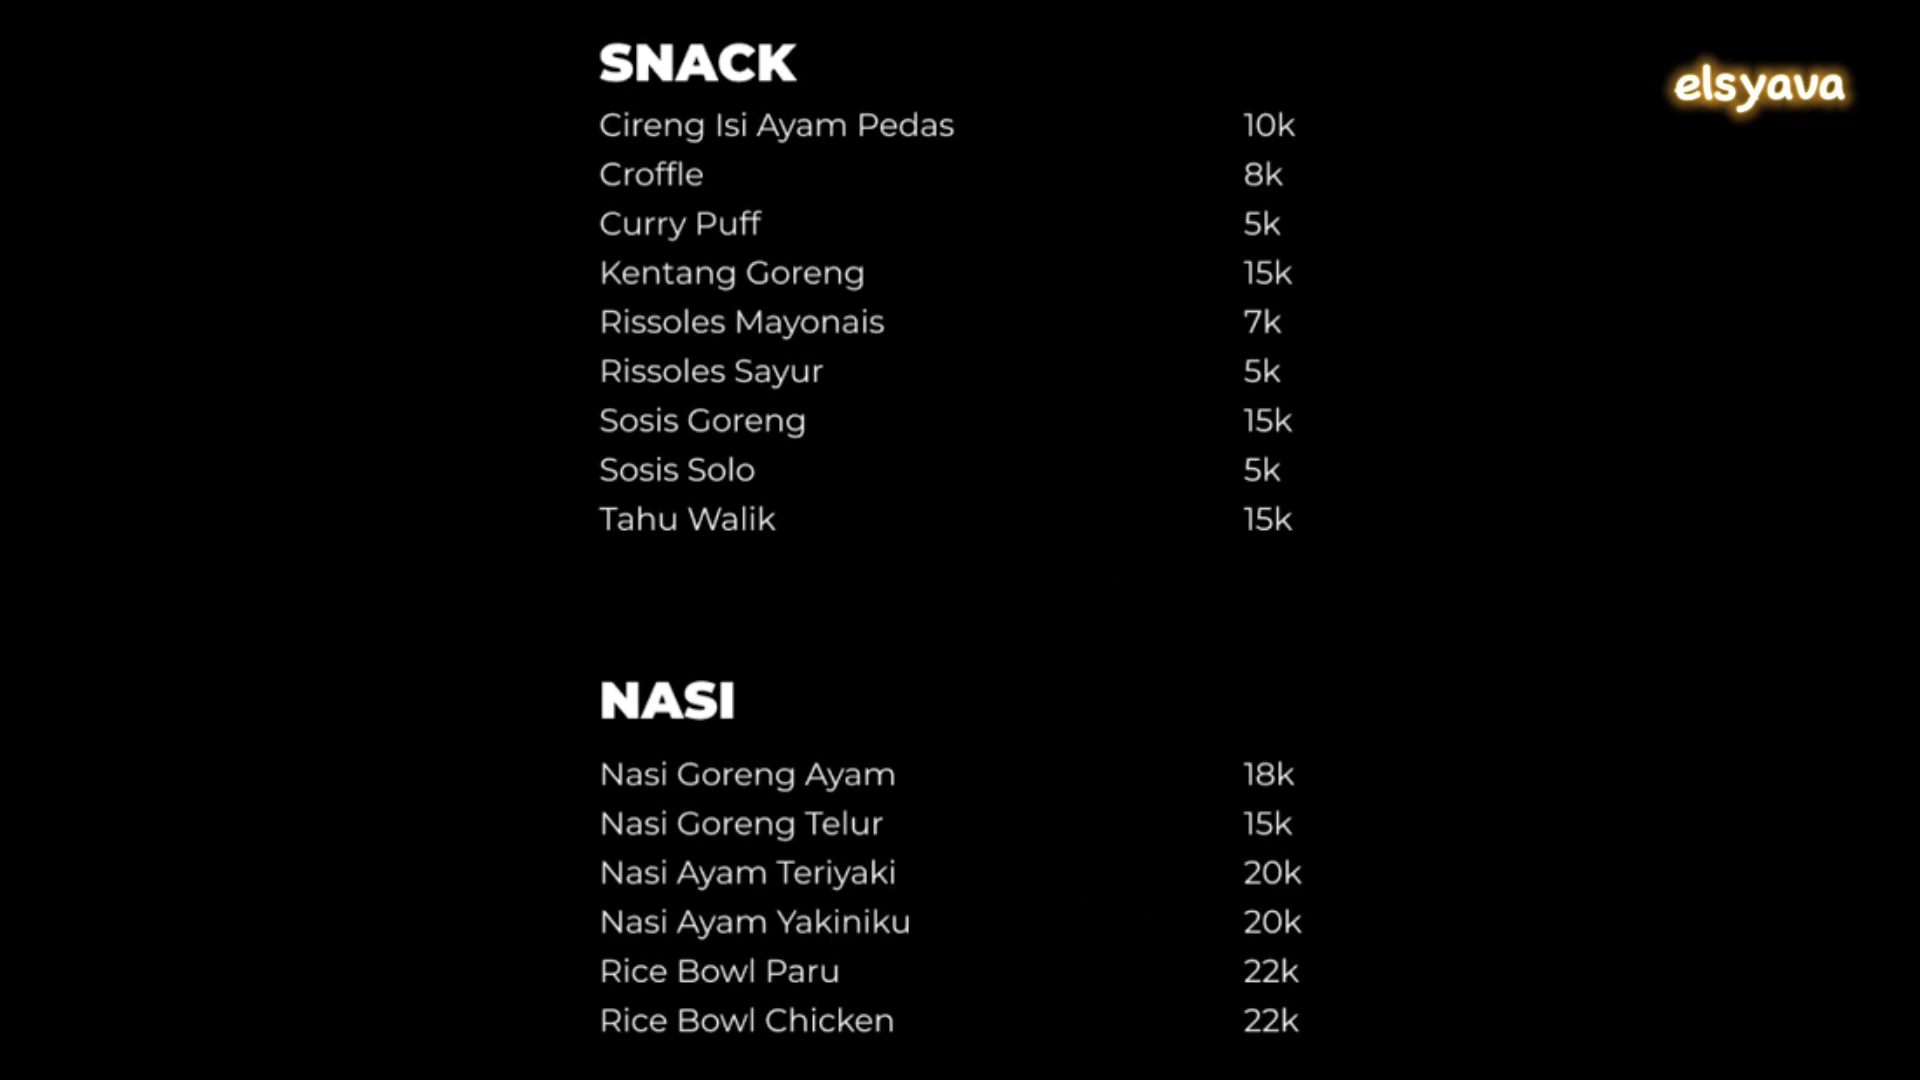 SNACK
elsyava
Cireng Isi Ayam Pedas 10k
Croffle 8k
Curry Puff 5k
Kentang Goreng 15k
Rissoles Mayonais 7k
Rissoles Sayur 5k
Sosis Goreng 15k
Sosis Solo 5k
Tahu Walik 15k
NASI
Nasi Goreng Ayam 18k
Nasi Goreng Telur 15k
Nasi Ayam Teriyaki 20k
Nasi Ayam Yakiniku 20k
Rice Bowl Paru 22k
Rice Bowl Chicken 22k